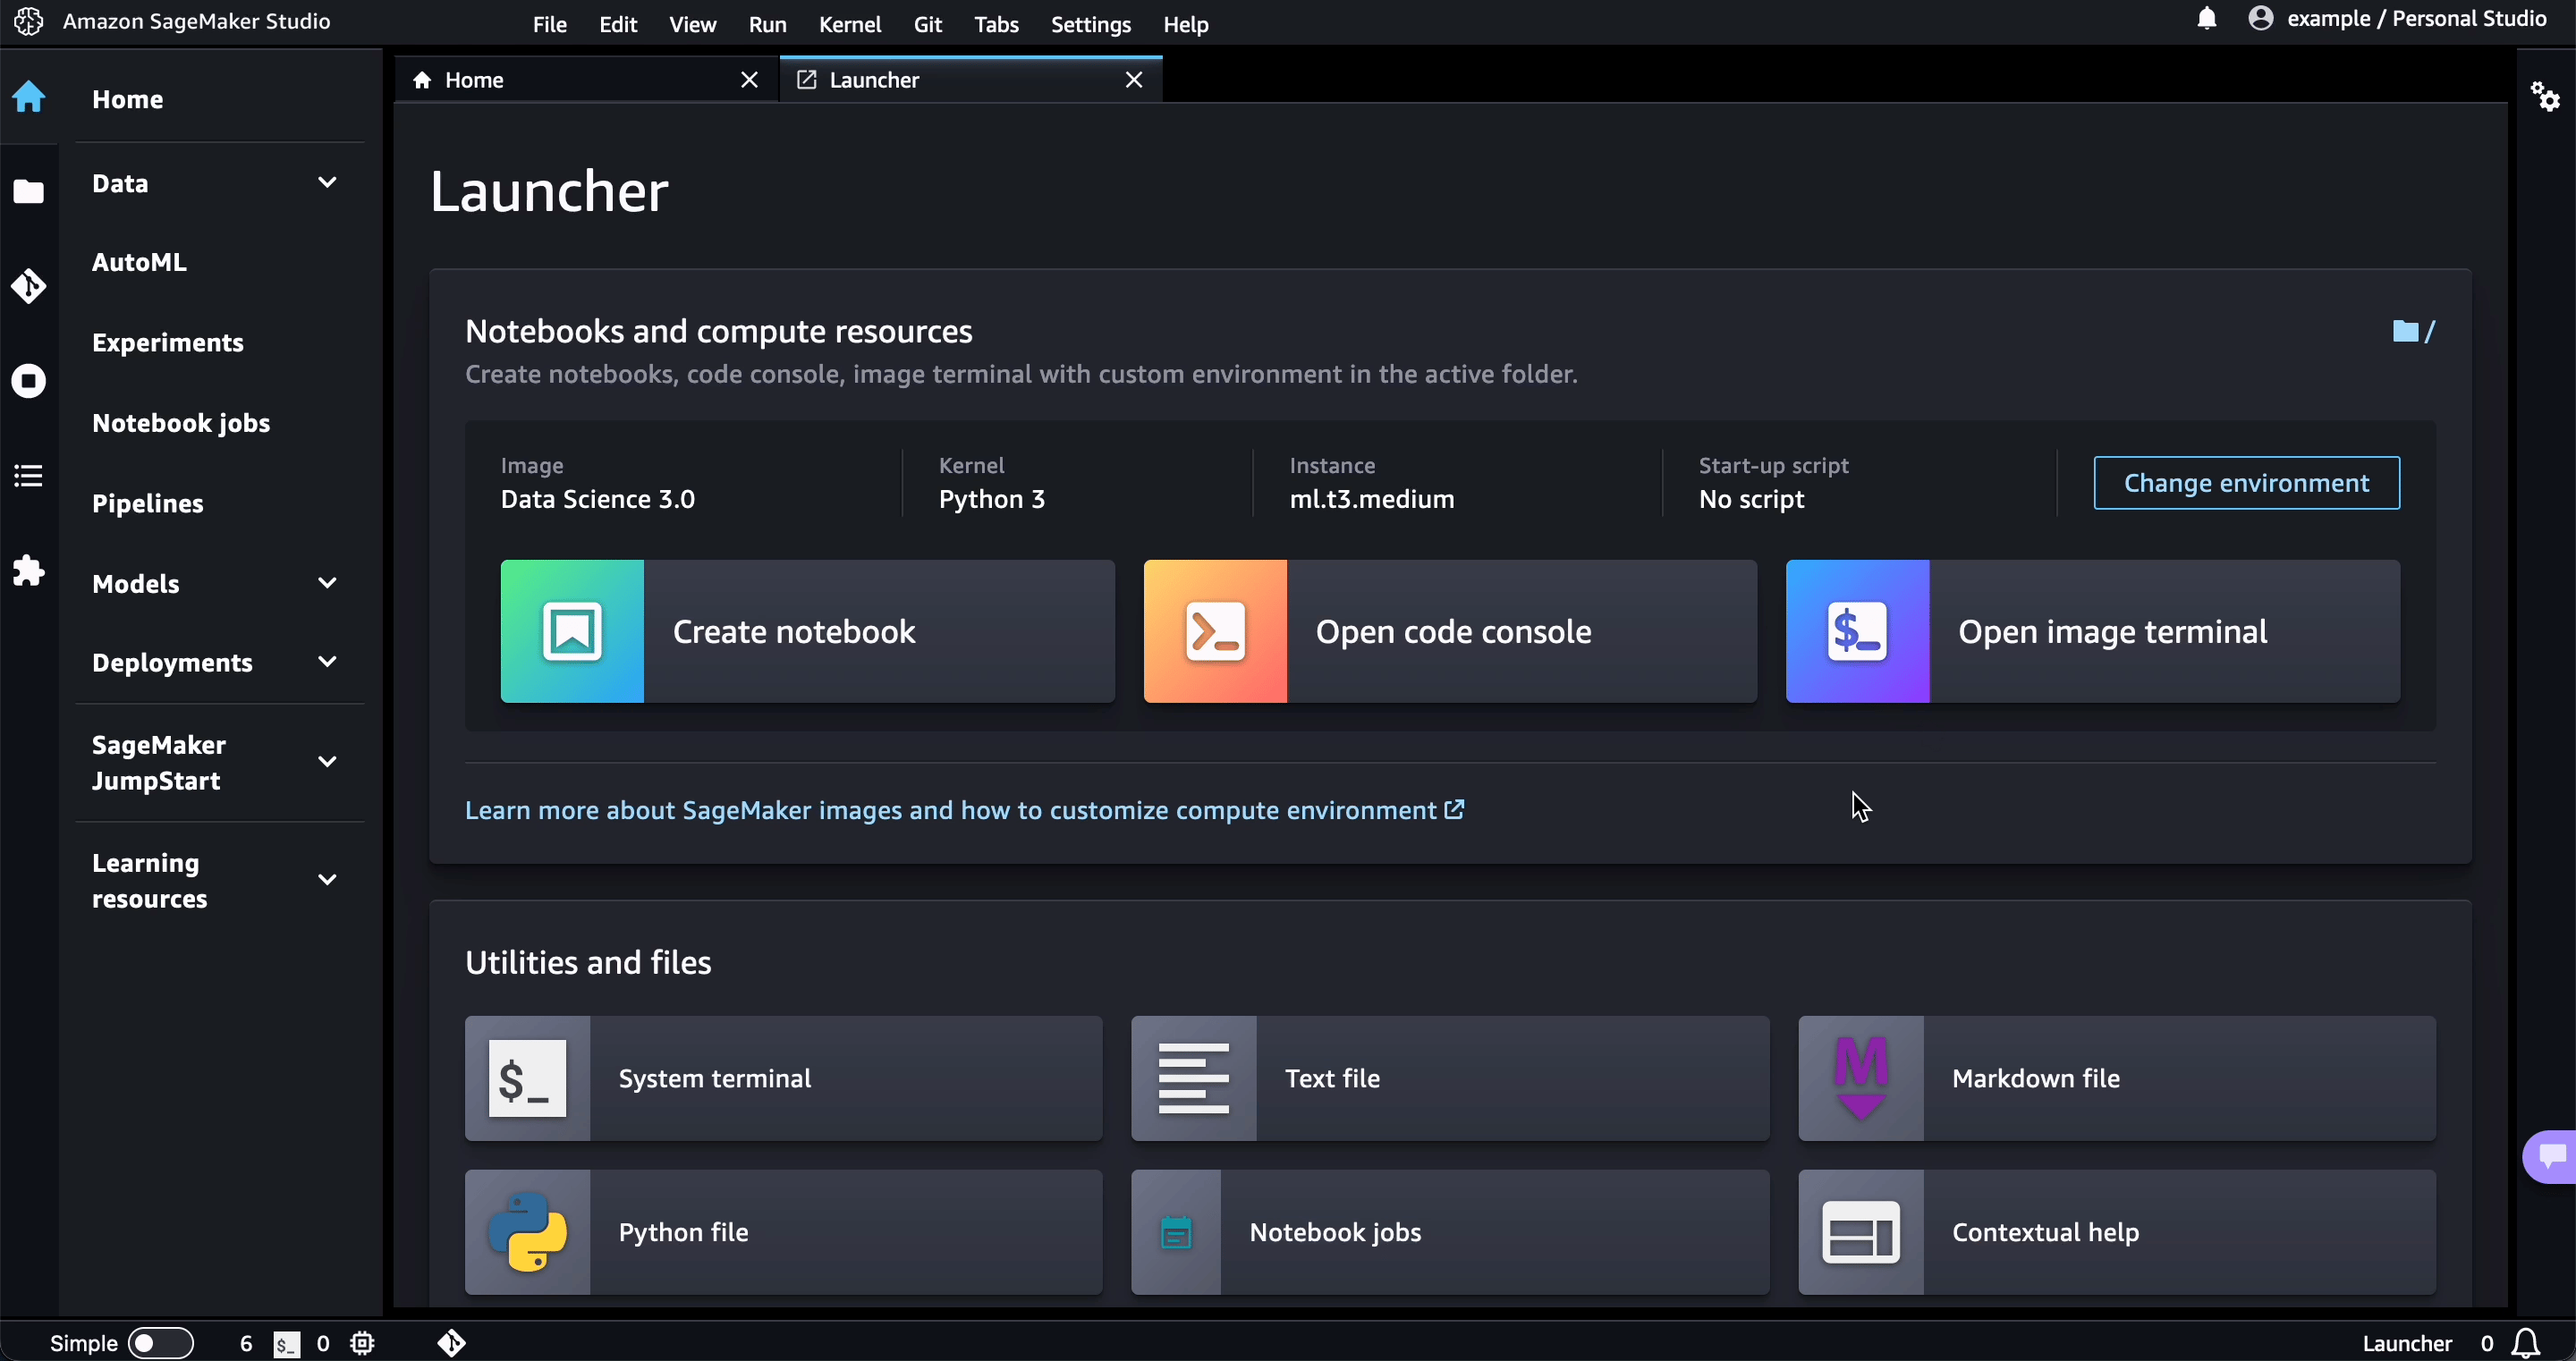 Amazon SageMaker Studio
File Edit View Run Kernel Git Tabs Settings Help
example / Personal Studio
Home
Data
AutoML
Experiments
Notebook jobs
Pipelines
Models
Deployments
SageMaker
JumpStart
Learning
resources
Home
Launcher
Launcher
Notebooks and compute resources
/
Create notebooks, code console, image terminal with custom environment in the active folder.
Image
Data Science 3.0
Kernel
Python 3
Instance
ml.t3.medium
Start-up script
No script
Change environment
Create notebook
Open code console
$_
Open image terminal
Learn more about SageMaker images and how to customize compute environment
Utilities and files
$_
System terminal
Text file
M
Markdown file
Python file
Notebook jobs
Contextual help
Simple
6 $_ 0
Launcher 0